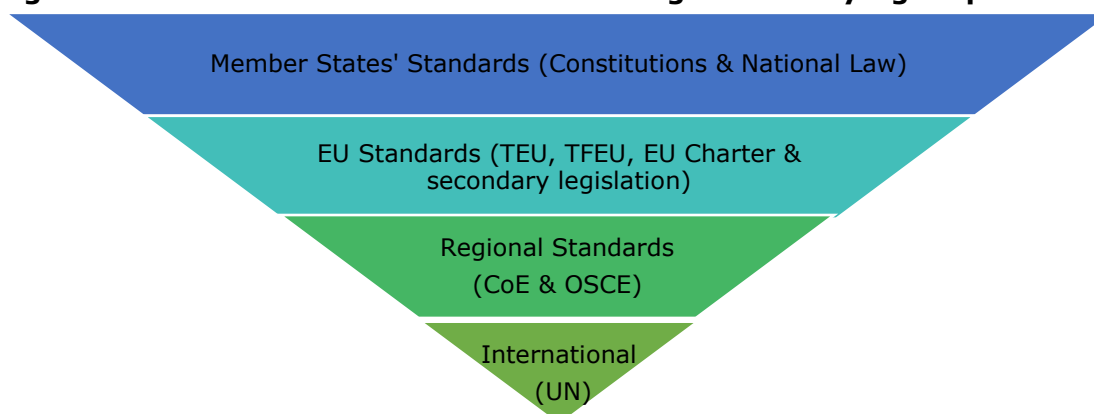 Member States' Standards (Constitutions & National Law)
EU Standards (TEU, TFEU, EU Charter &
secondary legislation)
Regional Standards
(CoE & OSCE)
International
(UN)